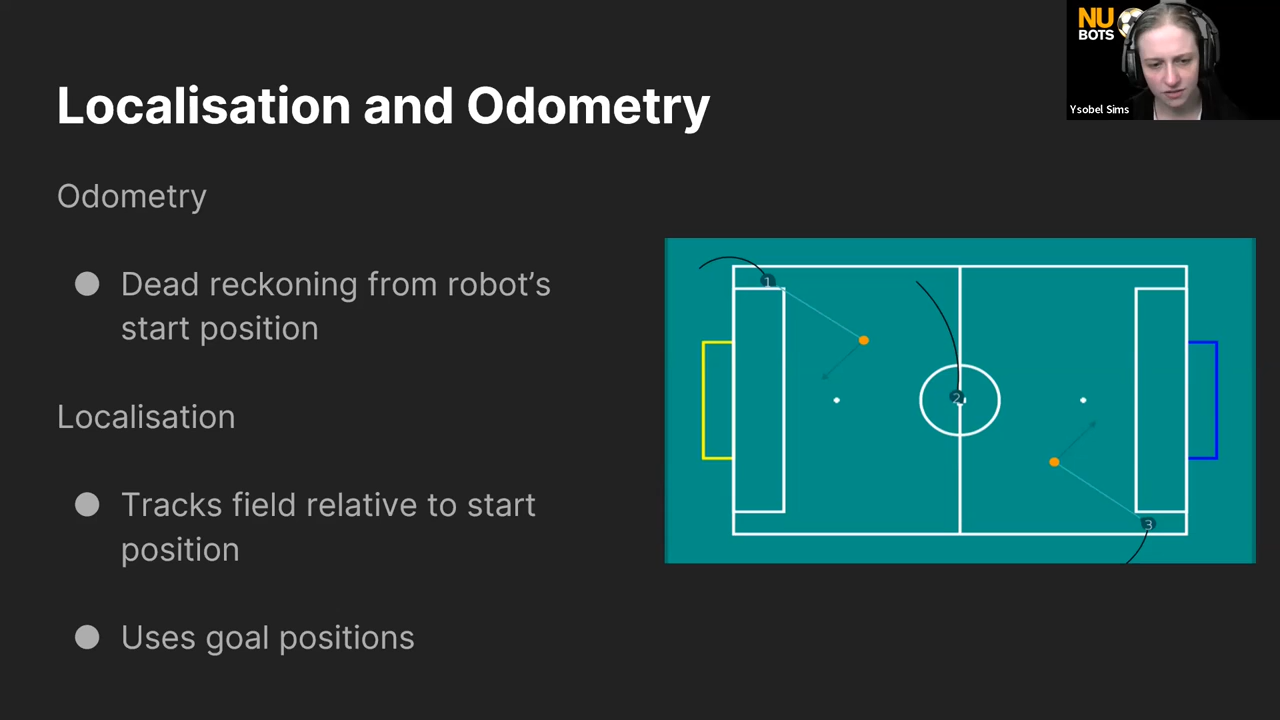 NU
BOTS
Ysobel Sims
Localisation and Odometry
Odometry
● Dead reckoning from robot’s
start position
Localisation
● Tracks field relative to start
position
● Uses goal positions
1
2
3